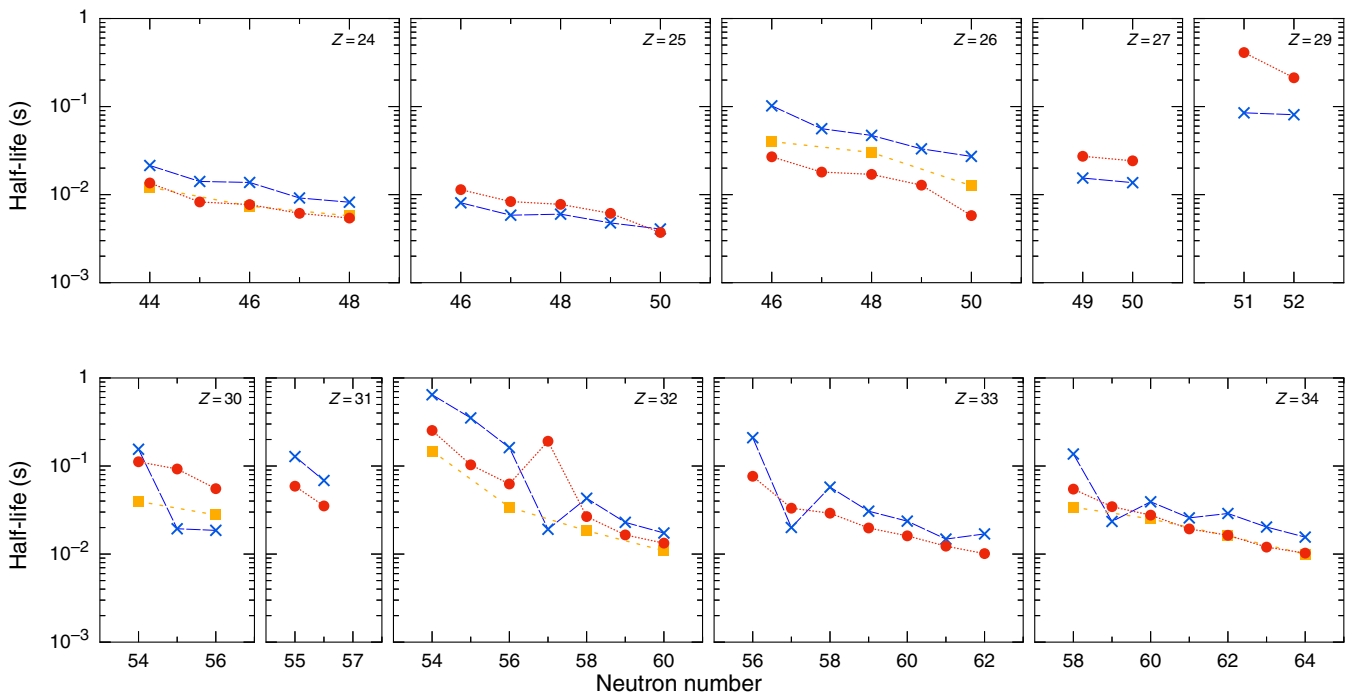 Z = 24
Z = 25
Z = 26
Z = 27
Z = 29
1
10⁻¹
10⁻²
10⁻³
Half-life (s)
44 46 48
46 48 50
46 48 50
49 50
51 52
Z = 30
Z = 31
Z = 32
Z = 33
Z = 34
1
10⁻¹
10⁻²
10⁻³
Half-life (s)
54 56
55 57
54 56 58 60
56 58 60 62
58 60 62 64
Neutron number